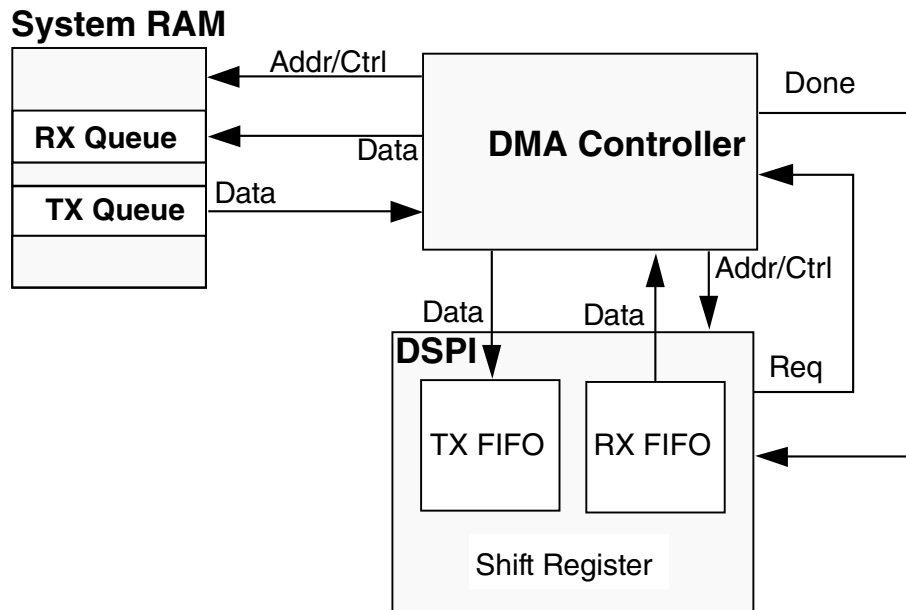 System RAM
Addr/Ctrl
Done
RX Queue
Data
DMA Controller
TX Queue
Data
Addr/Ctrl
Data
Data
DSPI
Req
TX FIFO
RX FIFO
Shift Register